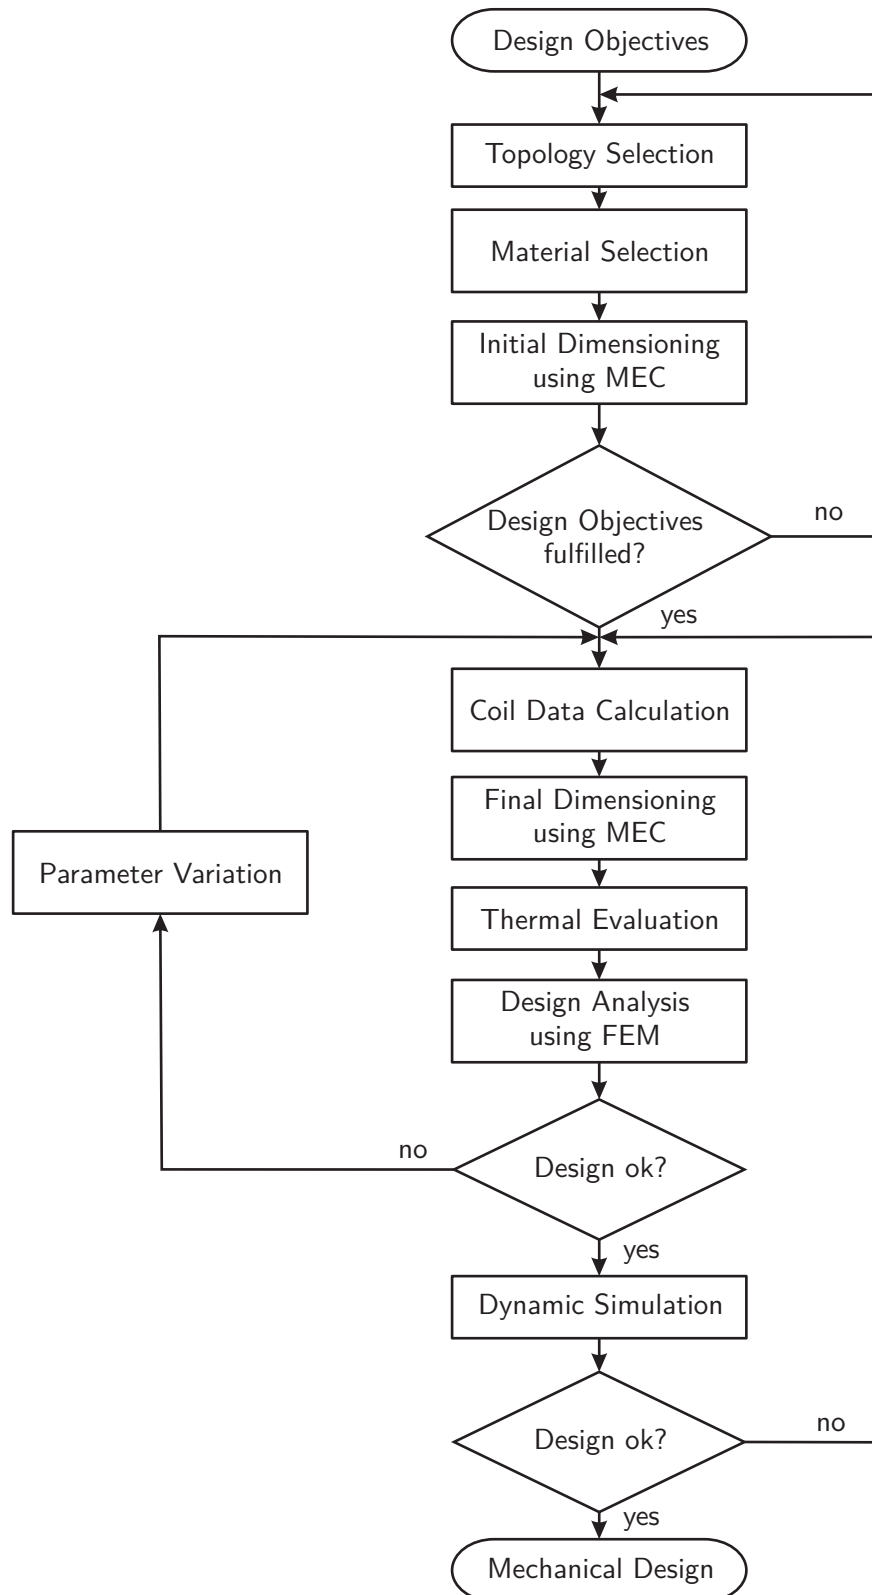 Design Objectives
Topology Selection
Material Selection
Initial Dimensioning
using MEC
Design Objectives
fulfilled?
no
yes
Coil Data Calculation
Final Dimensioning
using MEC
Parameter Variation
Thermal Evaluation
Design Analysis
using FEM
no
Design ok?
yes
Dynamic Simulation
Design ok?
no
yes
Mechanical Design